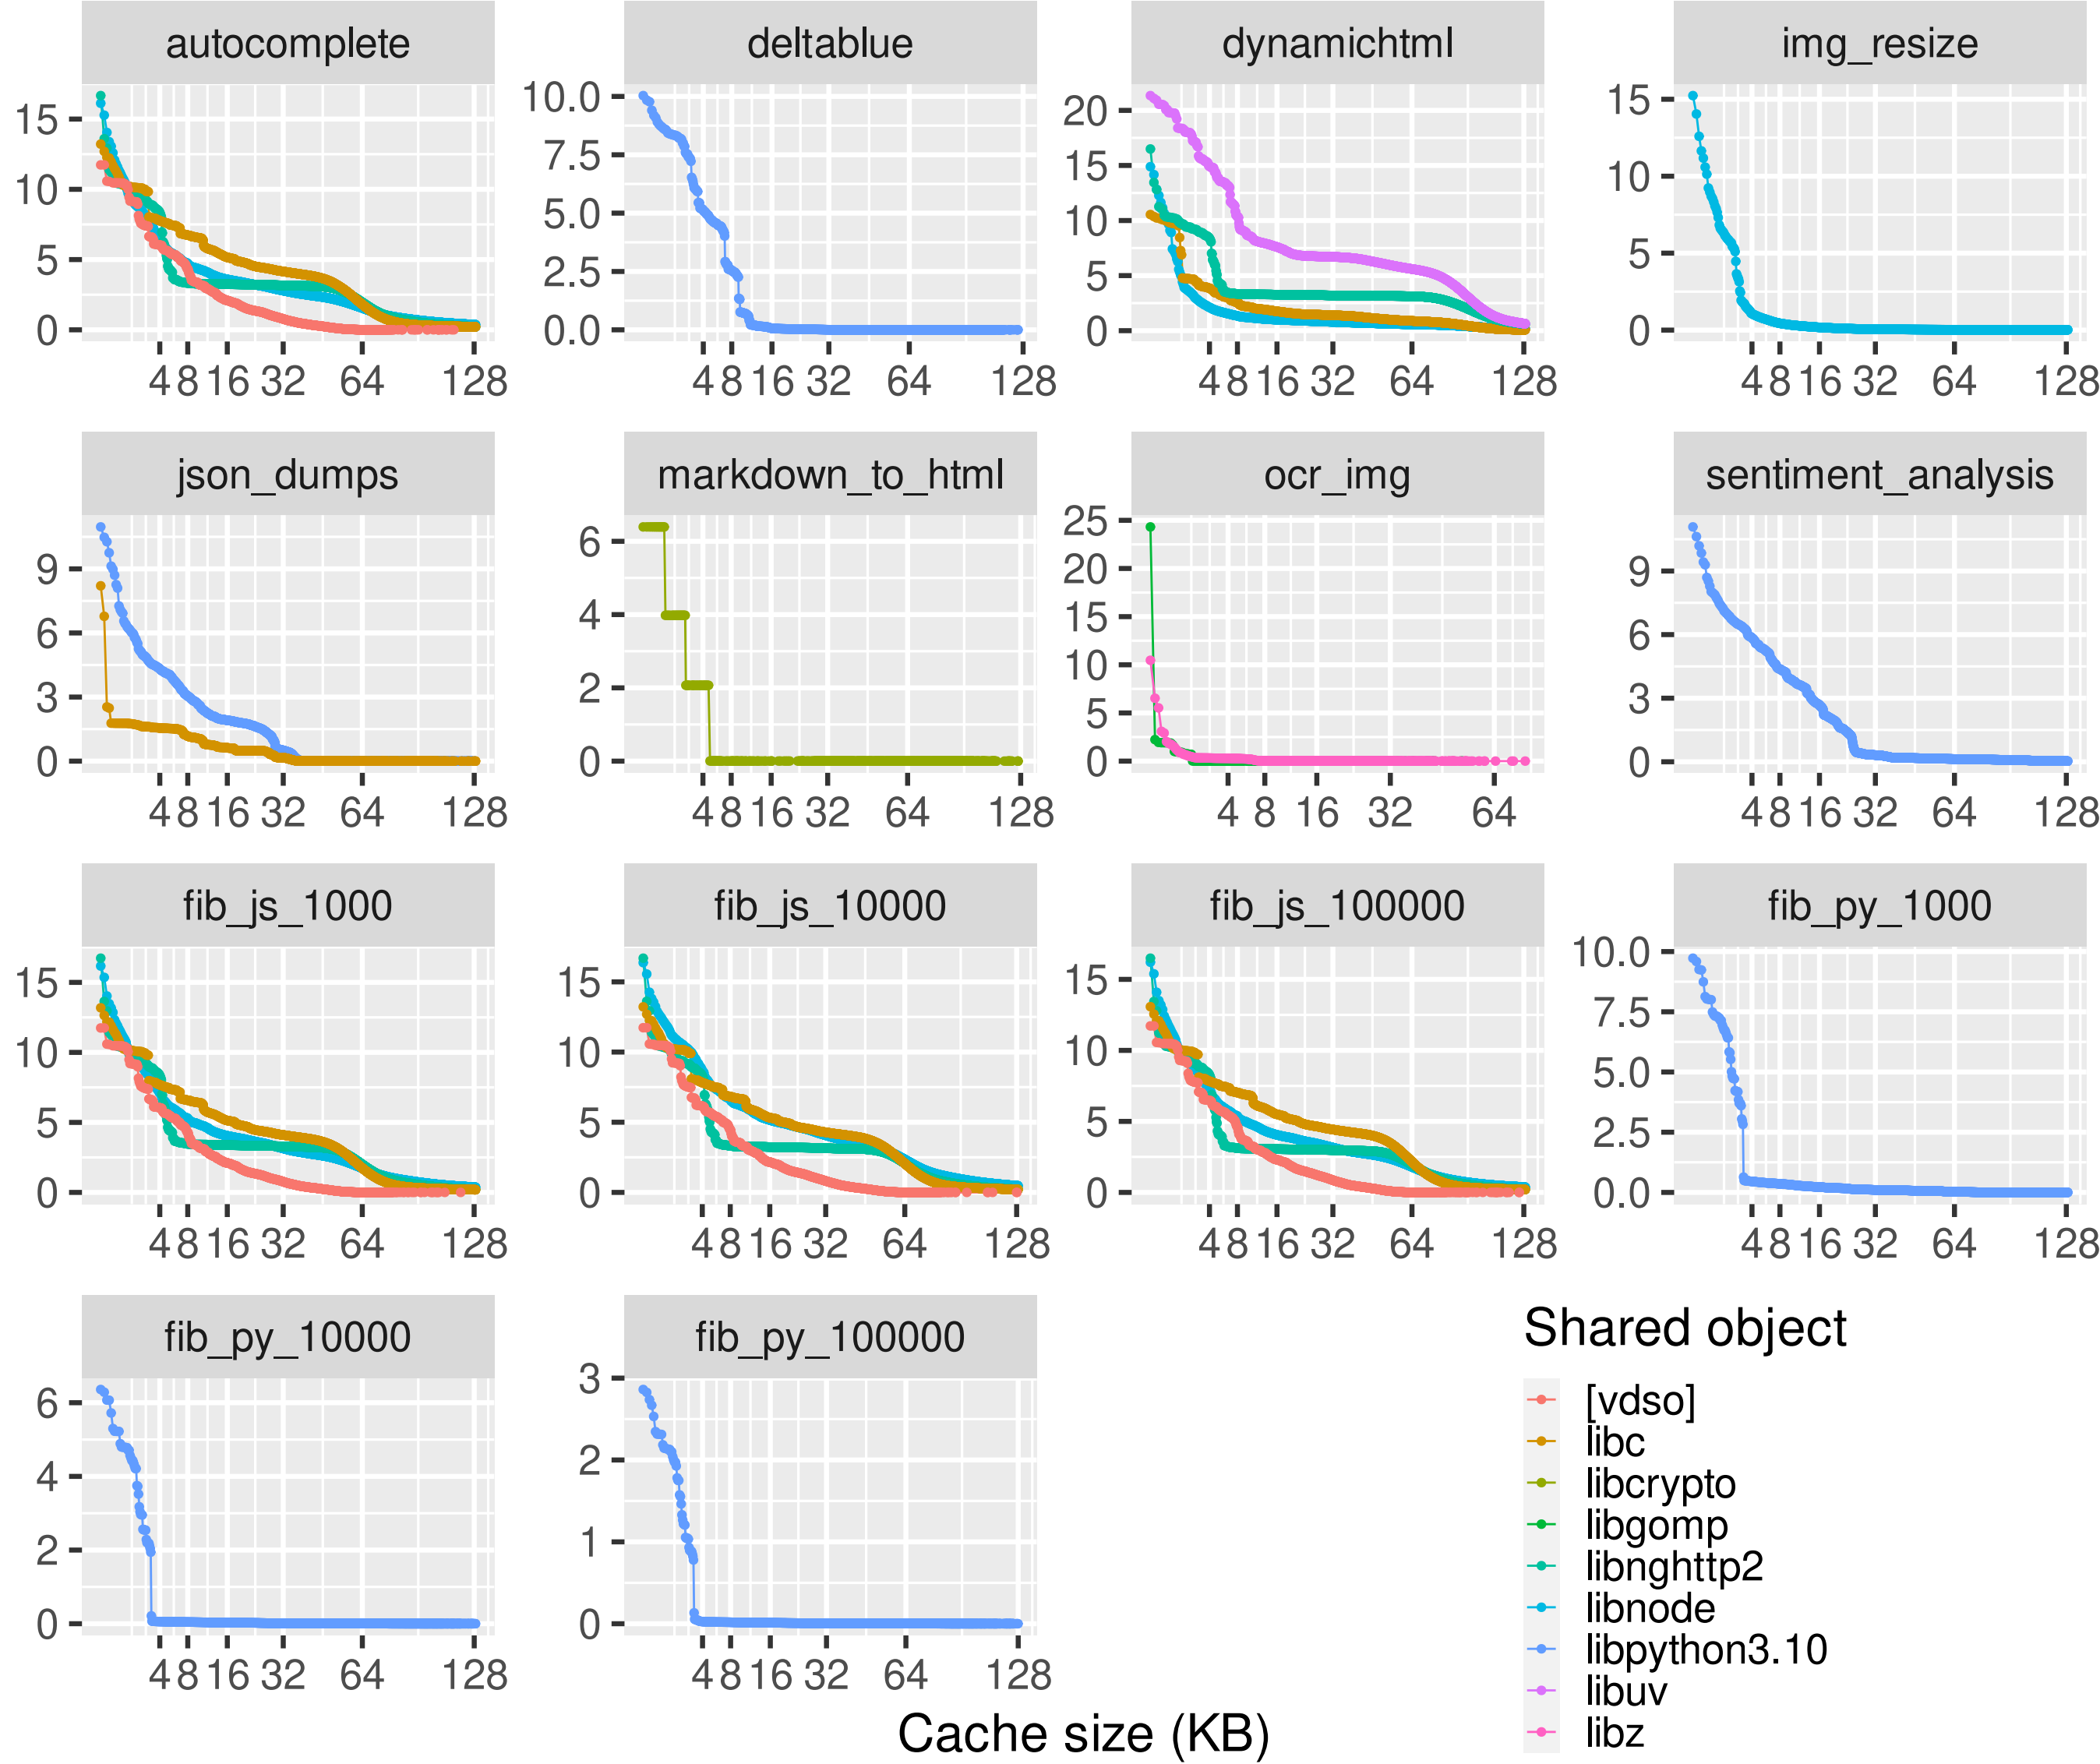 autocomplete deltablue dynamichtml img_resize
15 10 5 0
10.0 7.5 5.0 2.5 0.0
20 15 10 5 0
15 10 5 0
4 8 16 32 64 128
4 8 16 32 64 128
4 8 16 32 64 128
4 8 16 32 64 128
json_dumps markdown_to_html ocr_img sentiment_analysis
9 6 3 0
6 4 2 0
25 20 15 10 5 0
9 6 3 0
4 8 16 32 64 128
4 8 16 32 64 128
4 8 16 32 64
4 8 16 32 64 128
fib_js_1000 fib_js_10000 fib_js_100000 fib_py_1000
15 10 5 0
15 10 5 0
15 10 5 0
10.0 7.5 5.0 2.5 0.0
4 8 16 32 64 128
4 8 16 32 64 128
4 8 16 32 64 128
4 8 16 32 64 128
fib_py_10000 fib_py_100000
6 4 2 0
3 2 1 0
4 8 16 32 64 128
4 8 16 32 64 128
Cache size (KB)
Shared object
[vdso]
libc
libcrypto
libgomp
libnghttp2
libnode
libpython3.10
libuv
libz